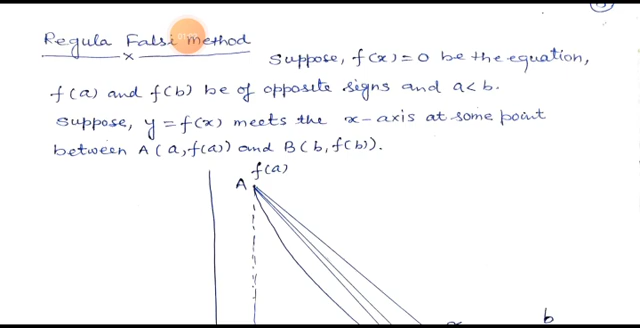 Regula Falsi method
Suppose, f(x)=0 be the equation,
f(a) and f(b) be of opposite signs and a<b.
Suppose, y=f(x) meets the x-axis at some point
between A(a,f(a)) and B(b,f(b)).
f(a)
A
b